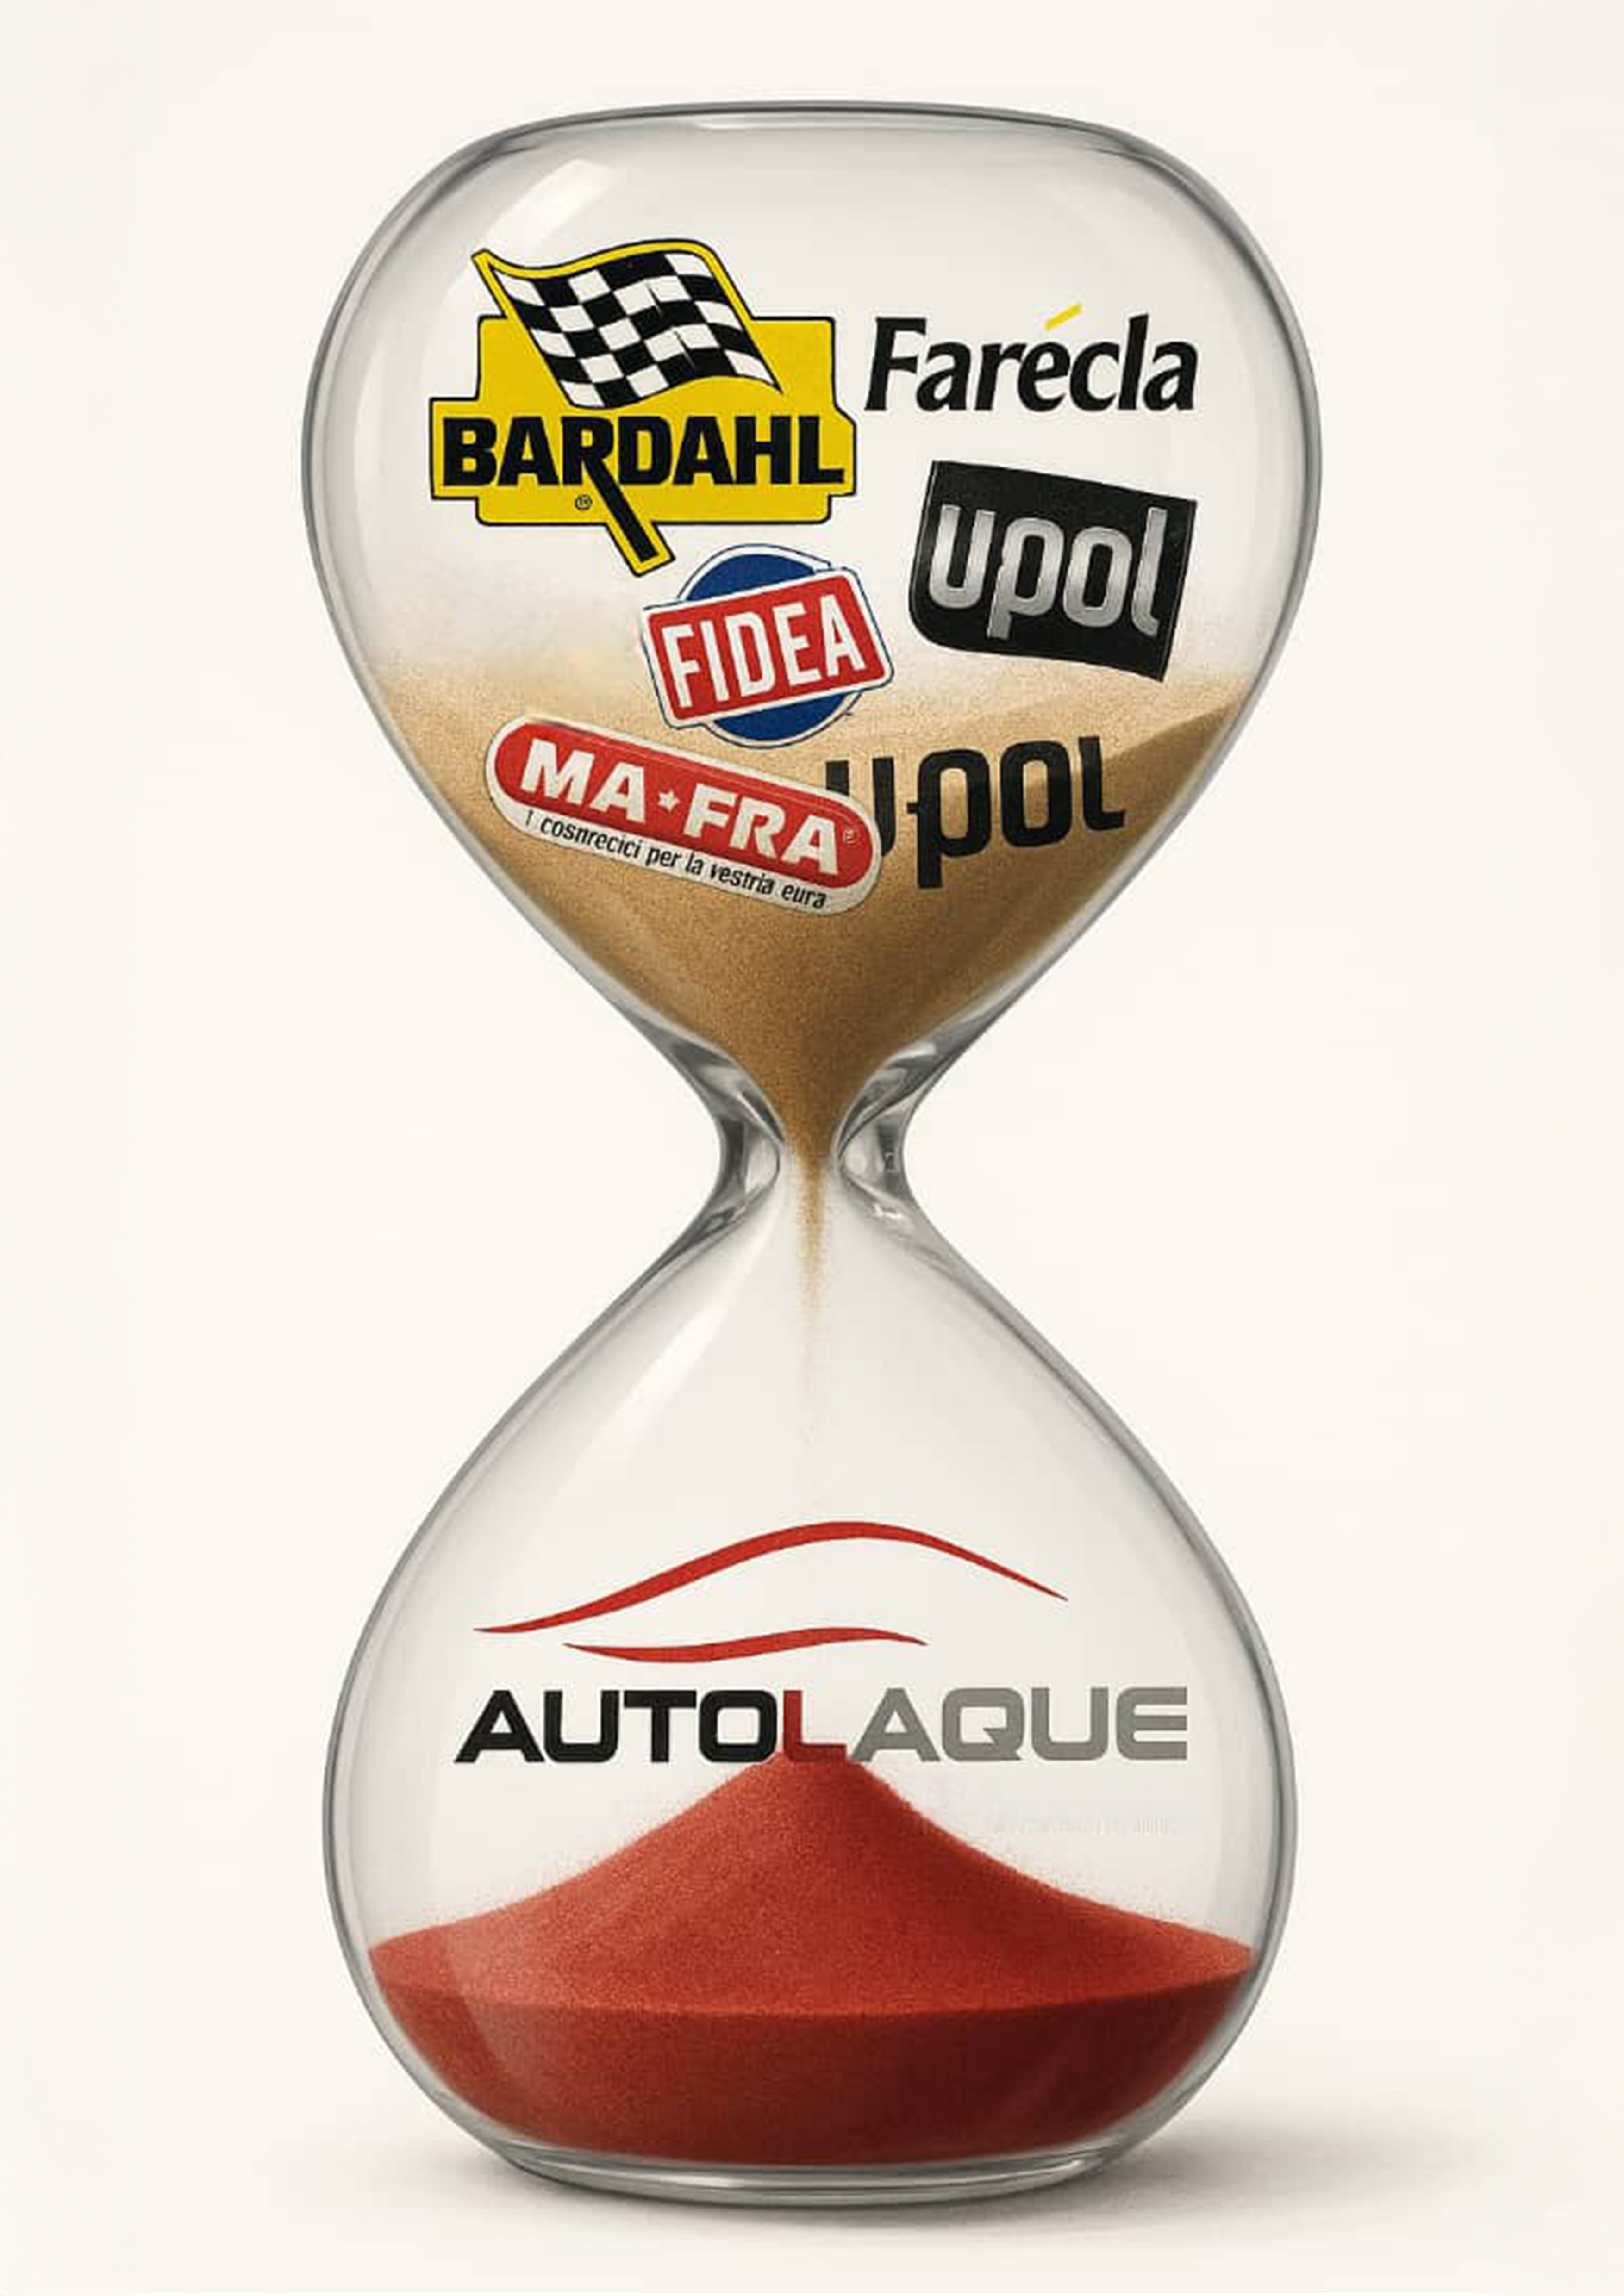 BARDAHL
®
Farécla
upol
FIDEA
MA★FRA®
I cosnrecici per la vestria eura
upol
AUTOLAQUE